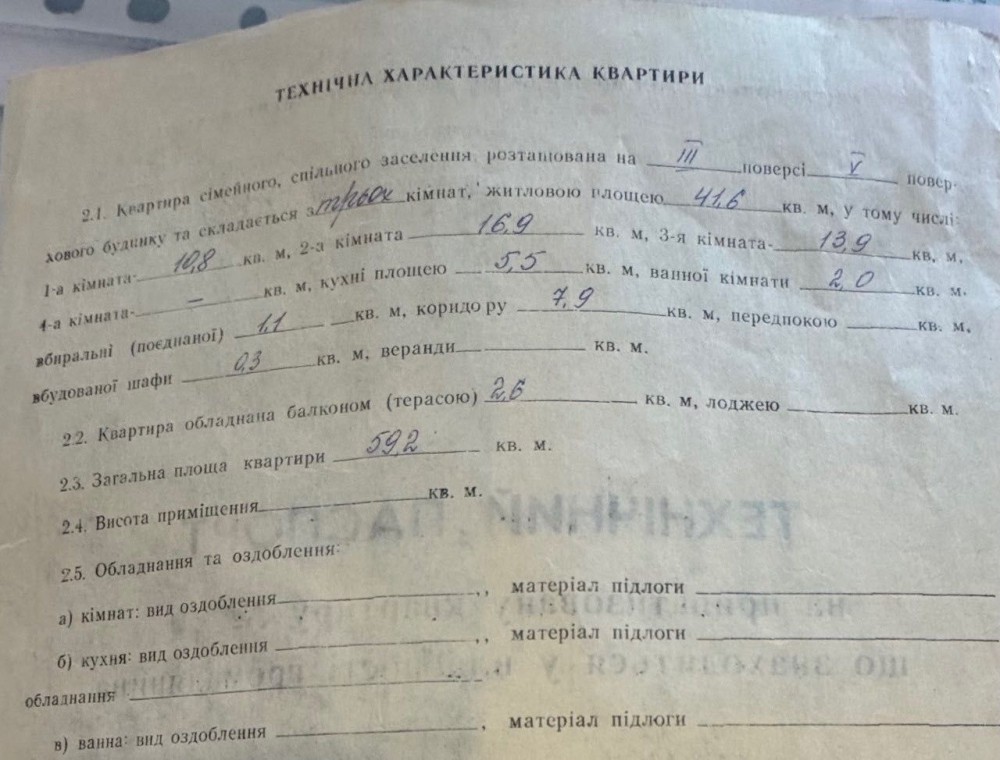 ТЕХНІЧНА ХАРАКТЕРИСТИКА КВАРТИРИ
2.1. Квартира сімейного, спільного заселення розташована на III поверсі V повер-
хового будинку та складається з трьох кімнат, житловою площею 41,6 кв. м, у тому числі:
1-а кімната- 10,8 кв. м, 2-а кімната 16,9 кв. м, 3-я кімната- 13,9 кв. м,
4-а кімната- — кв. м, кухні площею 5,5 кв. м, ванної кімнати 2,0 кв. м.
вбиральні (поєднаної) 1,1 кв. м, коридору 7,9 кв. м, передпокою кв. м,
вбудованої шафи 0,3 кв. м, веранди кв. м.
2.2. Квартира обладнана балконом (терасою) 2,6 кв. м, лоджею кв. м.
2.3. Загальна площа квартири 59,2 кв. м.
2.4. Висота приміщення кв. м.
2.5. Обладнання та оздоблення:
а) кімнат: вид оздоблення , матеріал підлоги
б) кухня: вид оздоблення , матеріал підлоги
обладнання
в) ванна: вид оздоблення , матеріал підлоги